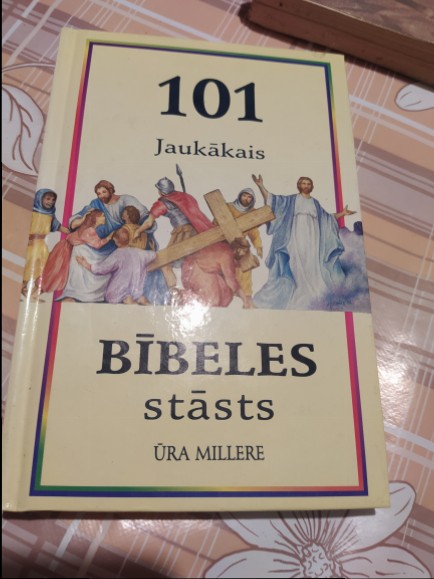 101
Jaukākais
BĪBELES
stāsts
ŪRA MILLERE